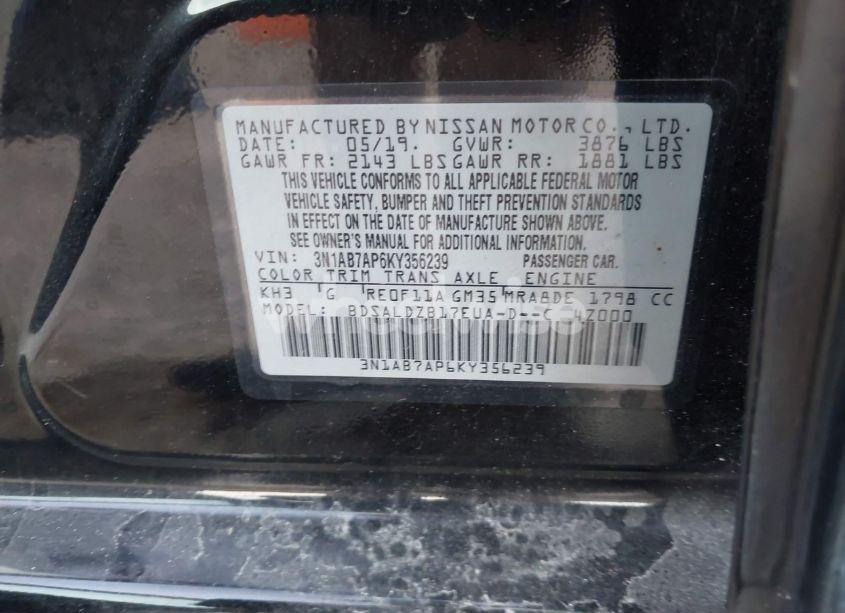 MANUFACTURED BY NISSAN MOTOR CO., LTD.
DATE: 05/19. GVWR: 3876 LBS
GAWR FR: 2143 LBS GAWR RR: 1881 LBS
THIS VEHICLE CONFORMS TO ALL APPLICABLE FEDERAL MOTOR
VEHICLE SAFETY, BUMPER AND THEFT PREVENTION STANDARDS
IN EFFECT ON THE DATE OF MANUFACTURE SHOWN ABOVE.
SEE OWNER'S MANUAL FOR ADDITIONAL INFORMATION.
VIN: 3N1AB7AP6KY356239 PASSENGER CAR.
COLOR TRIM TRANS AXLE ENGINE
KH3 G RE0F11A GM35 MRA8DE 1798 CC
MODEL: BDSALDZB17EUA-D--C- 4Z000
3N1AB7AP6KY356239